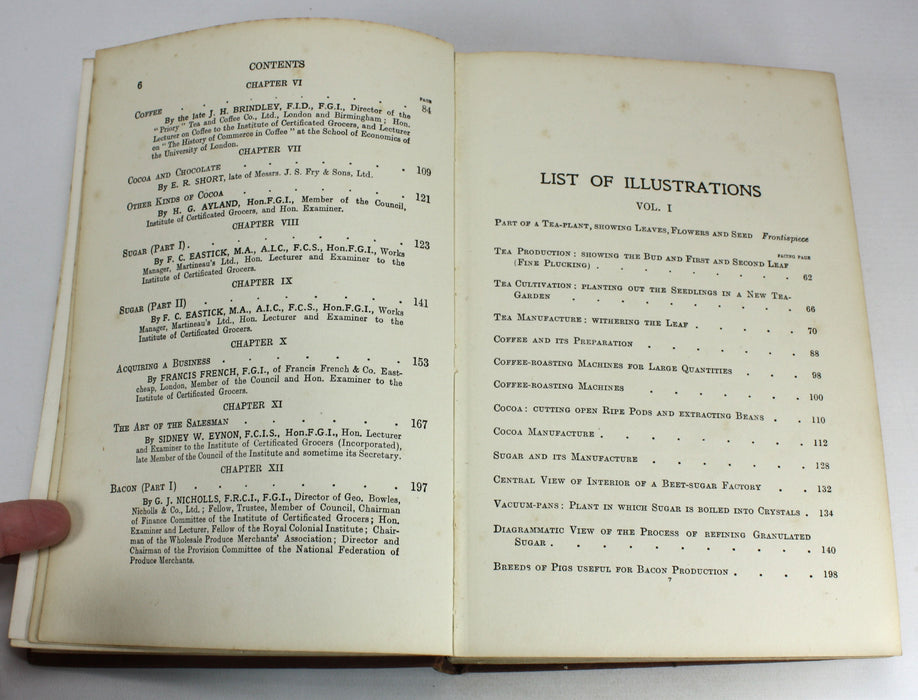 CONTENTS
6
CHAPTER VI
PAGE
COFFEE . . . . . . . . . 84
By the late J. H. BRINDLEY, F.I.D., F.G.I., Director of the
"Priory" Tea and Coffee Co., Ltd., London and Birmingham; Hon.
Lecturer on Coffee to the Institute of Certificated Grocers, and Lecturer
on "The History of Commerce in Coffee" at the School of Economics of
the University of London.
CHAPTER VII
COCOA AND CHOCOLATE . . . . . . . 109
By E. R. SHORT, late of Messrs. J. S. Fry & Sons, Ltd.
OTHER KINDS OF COCOA . . . . . . . 121
By H. G. AYLAND, Hon.F.G.I., Member of the Council,
Institute of Certificated Grocers, and Hon. Examiner.
CHAPTER VIII
SUGAR (PART I) . . . . . . . . 123
By F. C. EASTICK, M.A., A.I.C., F.C.S., Hon.F.G.I., Works
Manager, Martineau's Ltd., Hon. Lecturer and Examiner to the
Institute of Certificated Grocers.
CHAPTER IX
SUGAR (PART II) . . . . . . . . 141
By F. C. EASTICK, M.A., A.I.C., F.C.S., Hon.F.G.I., Works
Manager, Martineau's Ltd., Hon. Lecturer and Examiner to the
Institute of Certificated Grocers.
CHAPTER X
ACQUIRING A BUSINESS . . . . . . . 153
By FRANCIS FRENCH, F.G.I., of Francis French & Co. East-
cheap, London, Member of the Council and Hon. Examiner to the
Institute of Certificated Grocers.
CHAPTER XI
THE ART OF THE SALESMAN . . . . . . 167
By SIDNEY W. EYNON, F.C.I.S., Hon.F.G.I., Hon. Lecturer
and Examiner to the Institute of Certificated Grocers (Incorporated),
late Member of the Council of the Institute and sometime its Secretary.
CHAPTER XII
BACON (PART I) . . . . . . . . 197
By G. J. NICHOLLS, F.R.C.I., F.G.I., Director of Geo. Bowles,
Nicholls & Co., Ltd.; Fellow, Trustee, Member of Council, Chairman
of Finance Committee of the Institute of Certificated Grocers; Hon.
Examiner and Lecturer, Fellow of the Royal Colonial Institute; Chair-
man of the Wholesale Produce Merchants' Association; Director and
Chairman of the Provision Committee of the National Federation of
Produce Merchants.
LIST OF ILLUSTRATIONS
VOL. I
PART OF A TEA-PLANT, SHOWING LEAVES, FLOWERS AND SEED Frontispiece
FACING PAGE
TEA PRODUCTION: SHOWING THE BUD AND FIRST AND SECOND LEAF
(FINE PLUCKING) . . . . . . . . 62
TEA CULTIVATION: PLANTING OUT THE SEEDLINGS IN A NEW TEA-
GARDEN . . . . . . . . . 66
TEA MANUFACTURE: WITHERING THE LEAF . . . . . 70
COFFEE AND ITS PREPARATION . . . . . . 88
COFFEE-ROASTING MACHINES FOR LARGE QUANTITIES . . . 98
COFFEE-ROASTING MACHINES . . . . . . 100
COCOA: CUTTING OPEN RIPE PODS AND EXTRACTING BEANS . . 110
COCOA MANUFACTURE . . . . . . . . 112
SUGAR AND ITS MANUFACTURE . . . . . . 128
CENTRAL VIEW OF INTERIOR OF A BEET-SUGAR FACTORY . . 132
VACUUM-PANS: PLANT IN WHICH SUGAR IS BOILED INTO CRYSTALS . 134
DIAGRAMMATIC VIEW OF THE PROCESS OF REFINING GRANULATED
SUGAR . . . . . . . . . . 140
BREEDS OF PIGS USEFUL FOR BACON PRODUCTION . . . . 198
7